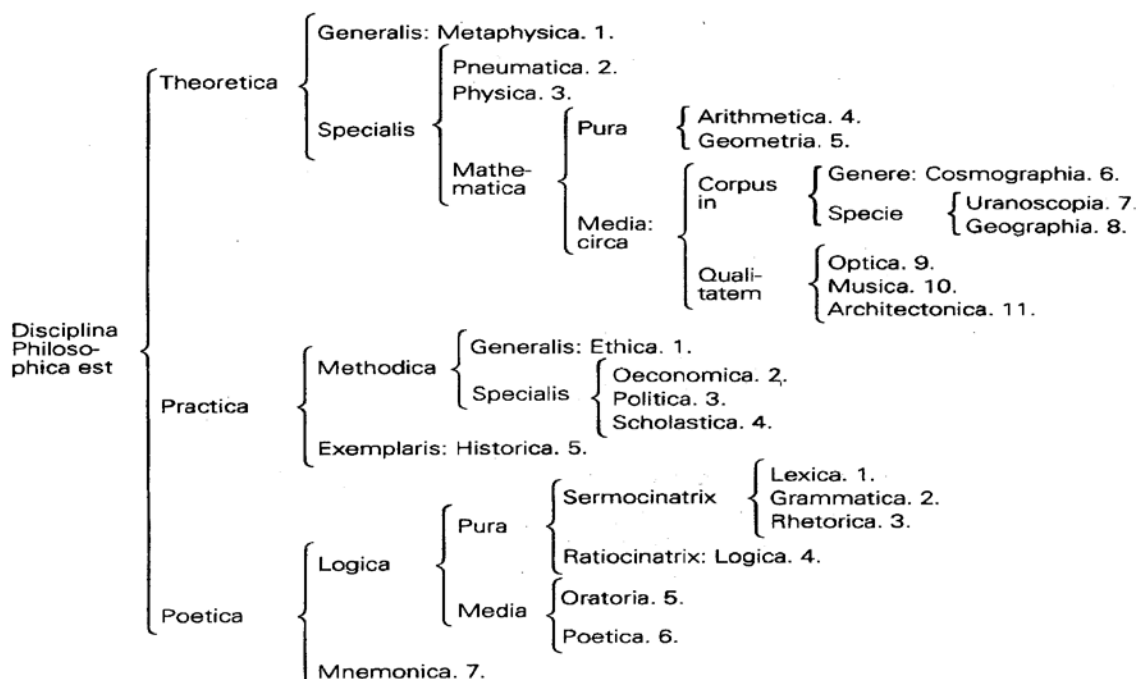 Generalis: Metaphysica. 1.
Theoretica
Pneumatica. 2.
Physica. 3.
Specialis
Mathe-
matica
Pura
Arithmetica. 4.
Geometria. 5.
Media:
circa
Corpus
in
Genere: Cosmographia. 6.
Specie
Uranoscopia. 7.
Geographia. 8.
Quali-
tatem
Optica. 9.
Musica. 10.
Architectonica. 11.
Disciplina
Philoso-
phica est
Practica
Methodica
Generalis: Ethica. 1.
Specialis
Oeconomica. 2.
Politica. 3.
Scholastica. 4.
Exemplaris: Historica. 5.
Poetica
Logica
Pura
Sermocinatrix
Lexica. 1.
Grammatica. 2.
Rhetorica. 3.
Ratiocinatrix: Logica. 4.
Media
Oratoria. 5.
Poetica. 6.
Mnemonica. 7.